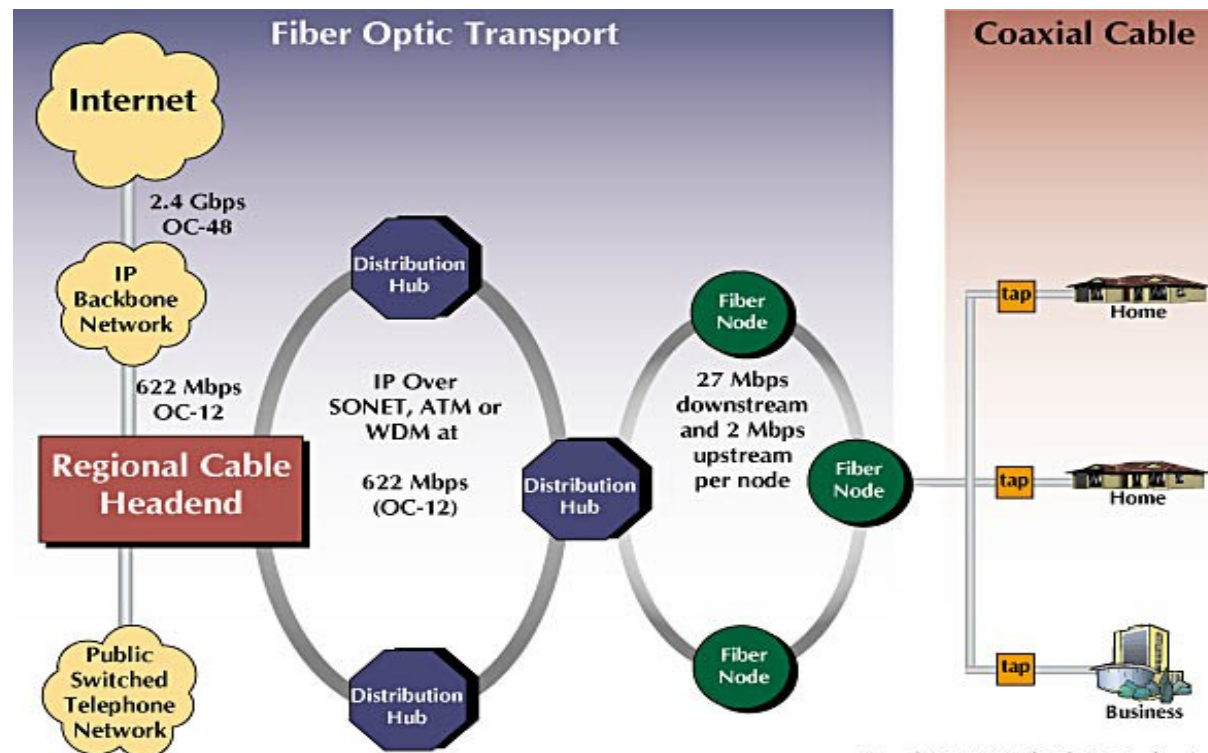 Fiber Optic Transport
Coaxial Cable
Internet
2.4 Gbps
OC-48
IP
Backbone
Network
622 Mbps
OC-12
Regional Cable
Headend
Public
Switched
Telephone
Network
Distribution
Hub
IP Over
SONET, ATM or
WDM at
622 Mbps
(OC-12)
Distribution
Hub
Distribution
Hub
Fiber
Node
27 Mbps
downstream
and 2 Mbps
upstream
per node
Fiber
Node
Fiber
Node
tap
Home
tap
Home
tap
Business